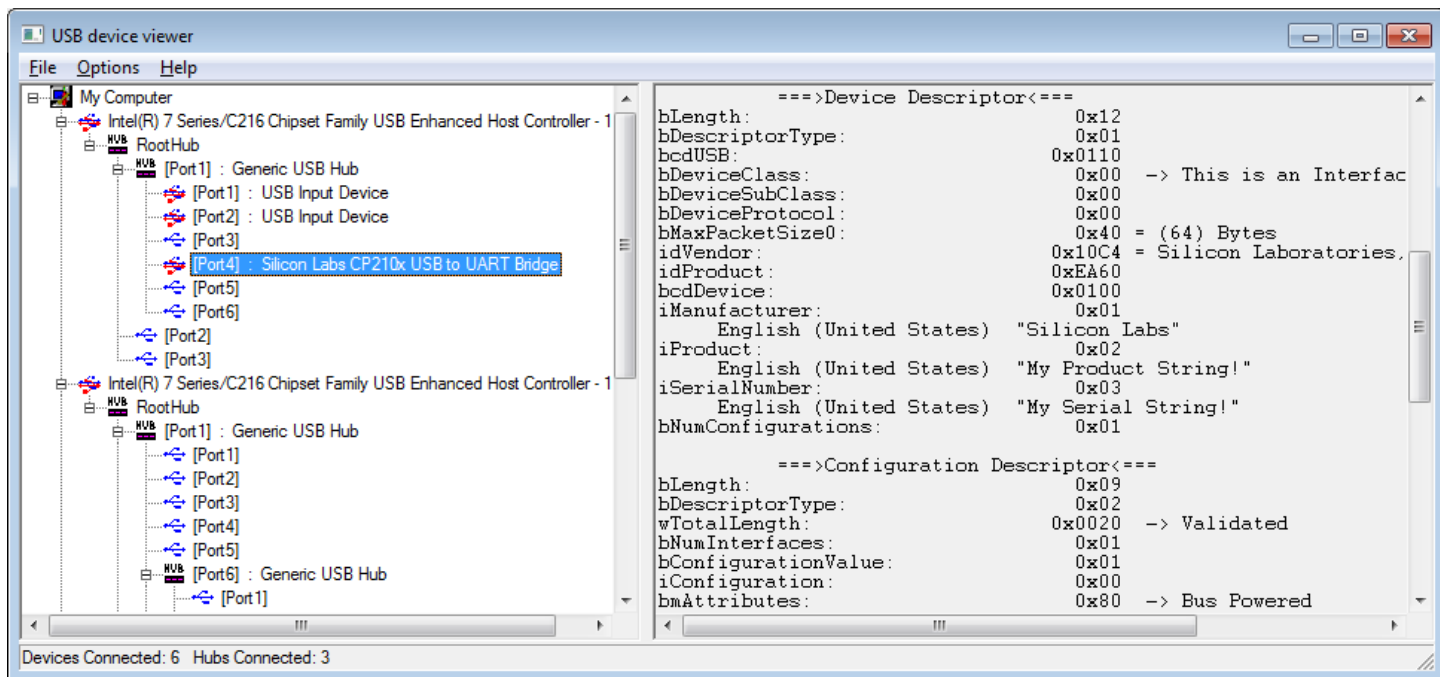 USB device viewer
File Options Help
My Computer
Intel(R) 7 Series/C216 Chipset Family USB Enhanced Host Controller - 1
HUB RootHub
HUB [Port1] : Generic USB Hub
[Port1] : USB Input Device
[Port2] : USB Input Device
[Port3]
[Port4] : Silicon Labs CP210x USB to UART Bridge
[Port5]
[Port6]
[Port2]
[Port3]
Intel(R) 7 Series/C216 Chipset Family USB Enhanced Host Controller - 1
HUB RootHub
HUB [Port1] : Generic USB Hub
[Port1]
[Port2]
[Port3]
[Port4]
[Port5]
HUB [Port6] : Generic USB Hub
[Port1]
===>Device Descriptor<===
bLength: 0x12
bDescriptorType: 0x01
bcdUSB: 0x0110
bDeviceClass: 0x00 -> This is an Interfac
bDeviceSubClass: 0x00
bDeviceProtocol: 0x00
bMaxPacketSize0: 0x40 = (64) Bytes
idVendor: 0x10C4 = Silicon Laboratories,
idProduct: 0xEA60
bcdDevice: 0x0100
iManufacturer: 0x01
English (United States) "Silicon Labs"
iProduct: 0x02
English (United States) "My Product String!"
iSerialNumber: 0x03
English (United States) "My Serial String!"
bNumConfigurations: 0x01
===>Configuration Descriptor<===
bLength: 0x09
bDescriptorType: 0x02
wTotalLength: 0x0020 -> Validated
bNumInterfaces: 0x01
bConfigurationValue: 0x01
iConfiguration: 0x00
bmAttributes: 0x80 -> Bus Powered
Devices Connected: 6 Hubs Connected: 3